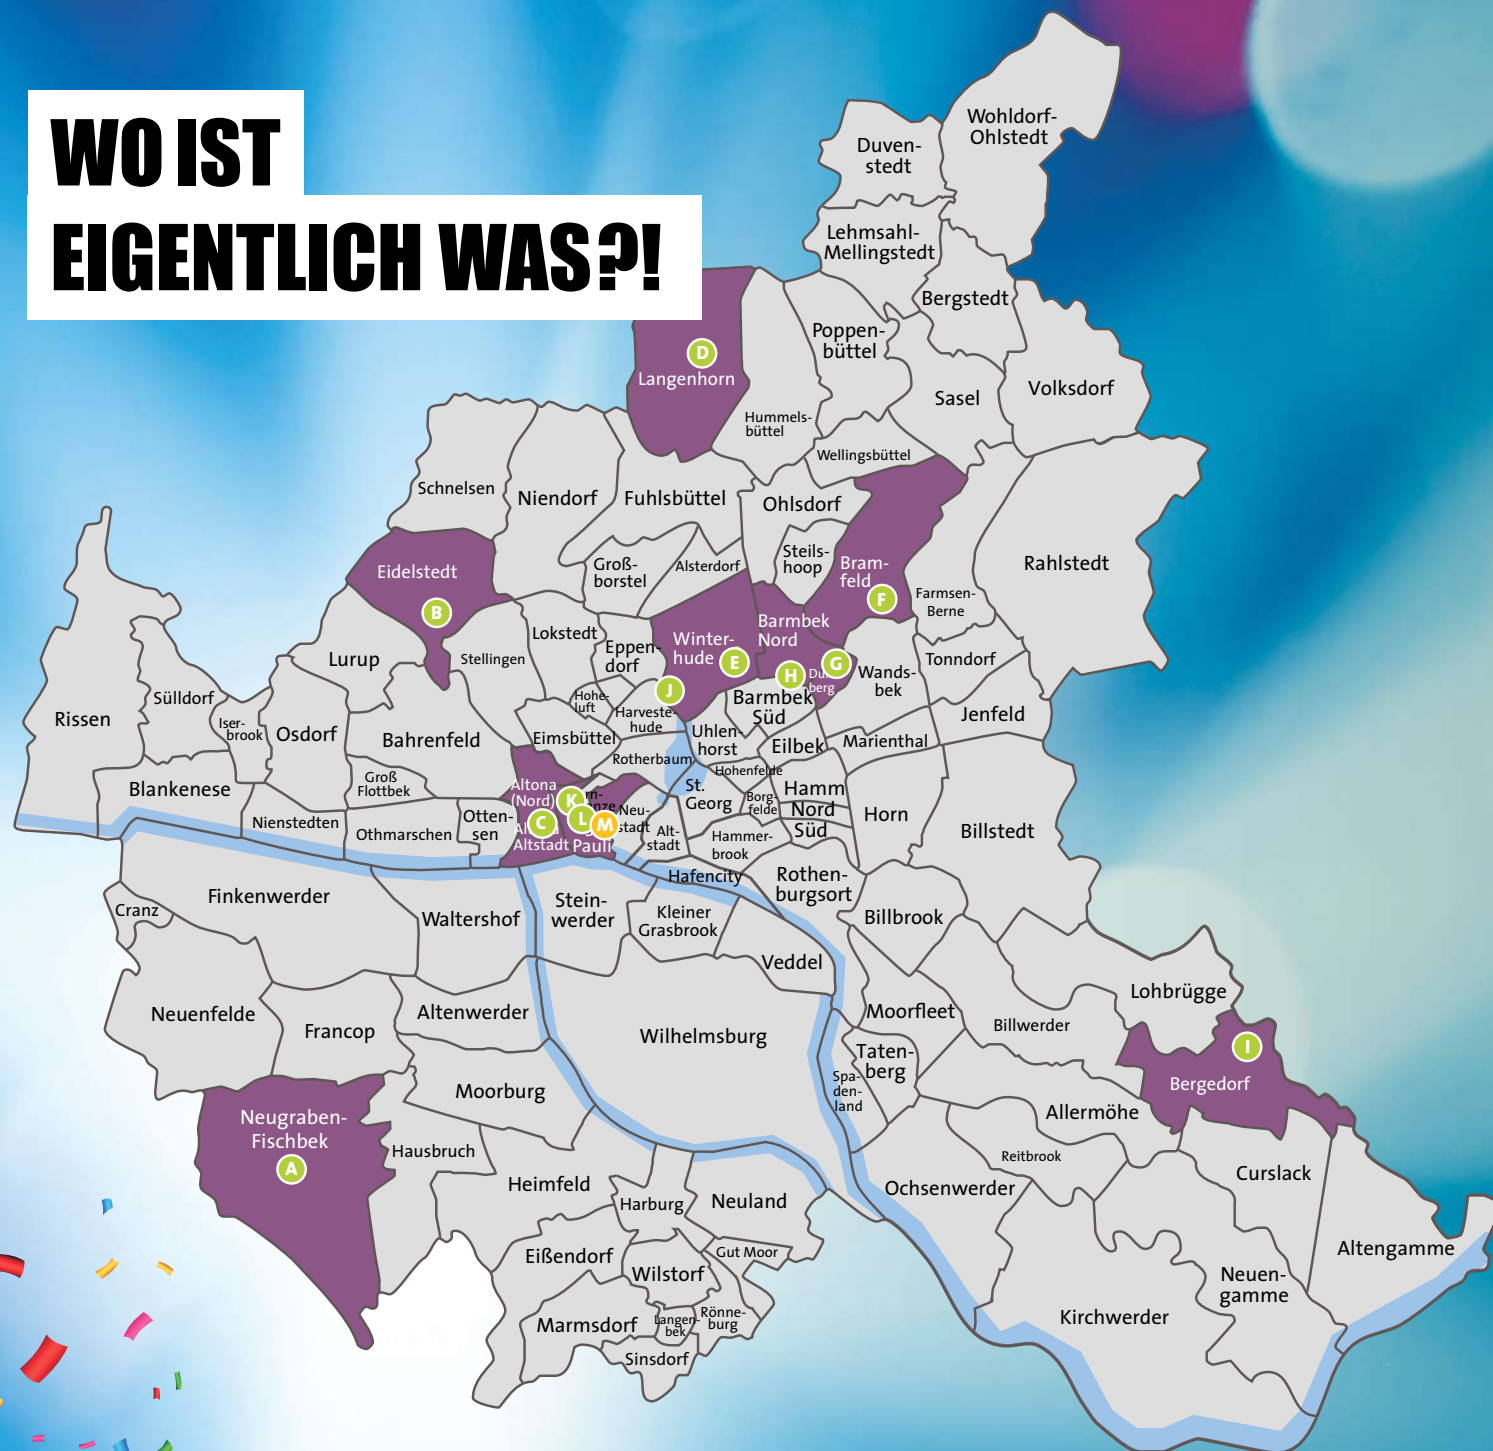 WO IST
EIGENTLICH WAS?!
Wohldorf-
Ohlstedt
Duven-
stedt
Lehmsahl-
Mellingstedt
Bergstedt
Poppen-
büttel
D
Langenhorn
Sasel
Volksdorf
Hummels-
büttel
Wellingsbüttel
Schnelsen
Niendorf
Fuhlsbüttel
Ohlsdorf
Steils-
hoop
Bram-
feld
F
Rahlstedt
Eidelstedt
B
Groß-
borstel
Alsterdorf
Farmsen-
Berne
Barmbek
Nord
H
Winter-
hude
E
G
berg
Lokstedt
Eppen-
dorf
Lurup
Stellingen
Wands-
bek
Tonndorf
Sülldorf
J
Hohe-
luft
Harveste-
hude
Barmbek
Süd
Jenfeld
Rissen
Iser-
brook
Osdorf
Bahrenfeld
Eimsbüttel
Uhlen-
horst
Eilbek
Marienthal
Rotherbaum
Hohenfelde
Blankenese
Groß
Flottbek
Altona
(Nord)
K
St.
Georg
Borg-
felde
Hamm
Nord
Süd
Horn
Billstedt
Nienstedten
Othmarschen
Otten-
sen
C
Altstadt
L
M
Pauli
Neu-
stadt
Alt-
stadt
Hammer-
brook
Hafencity
Rothen-
burgsort
Finkenwerder
Cranz
Waltershof
Stein-
werder
Kleiner
Grasbrook
Billbrook
Veddel
Lohbrügge
Neuenfelde
Francop
Altenwerder
Wilhelmsburg
Moorfleet
Billwerder
I
Bergedorf
Taten-
berg
Spa-
den-
land
Moorburg
Allermöhe
Neugraben-
Fischbek
A
Hausbruch
Reitbrook
Curslack
Heimfeld
Harburg
Neuland
Ochsenwerder
Eißendorf
Gut Moor
Wilstorf
Altengamme
Neuen-
gamme
Marmsdorf
Langen-
bek
Rönne-
burg
Kirchwerder
Sinsdorf